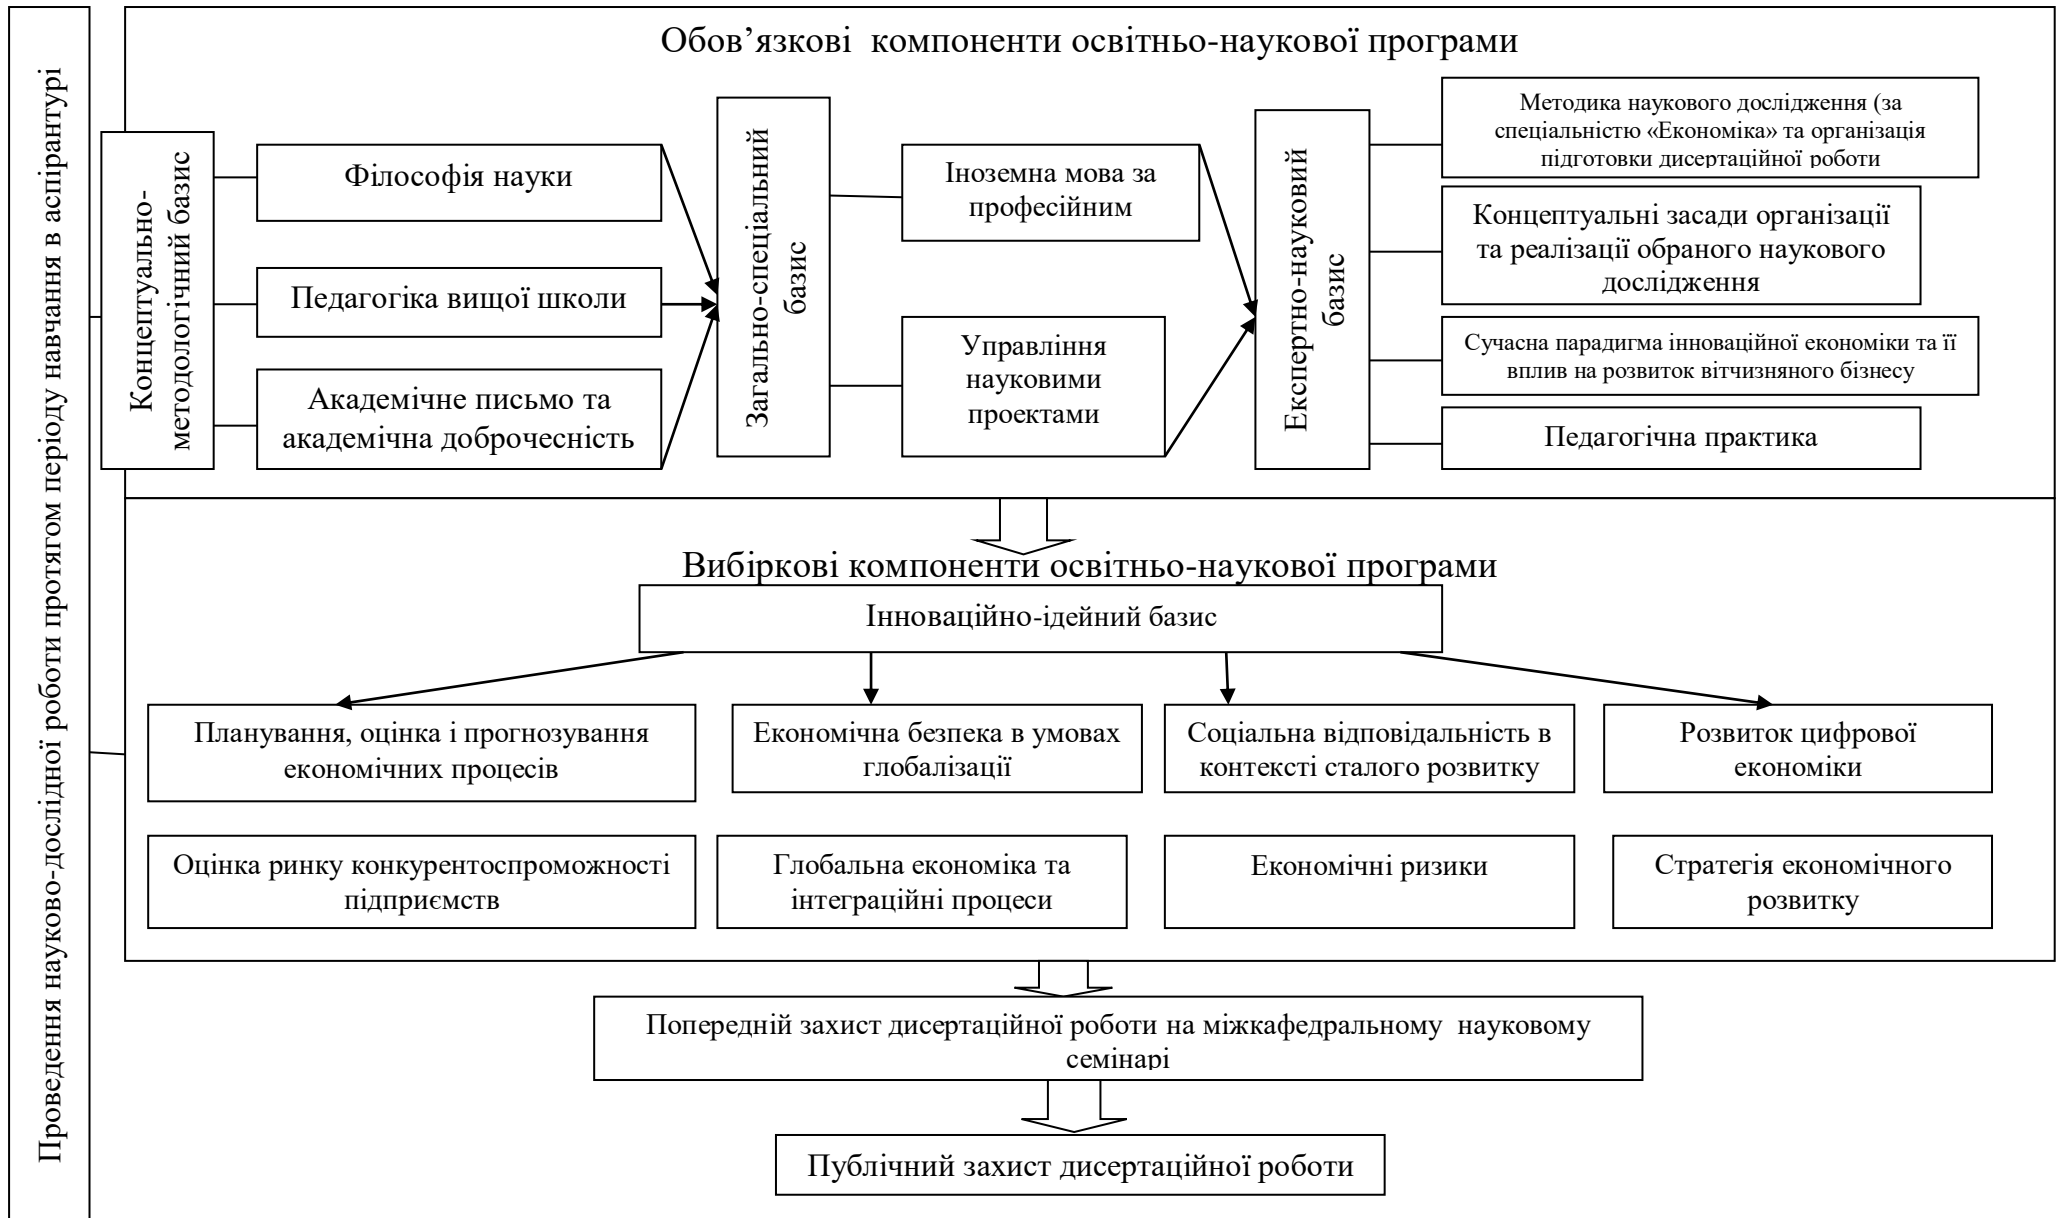 Проведення науково-дослідної роботи протягом періоду навчання в аспірантурі
Обов’язкові компоненти освітньо-наукової програми
Концептуально-
методологічний базис
Філософія науки
Педагогіка вищої школи
Академічне письмо та
академічна доброчесність
Загально-спеціальний
базис
Іноземна мова за
професійним
Управління
науковими
проектами
Експертно-науковий
базис
Методика наукового дослідження (за
спеціальністю «Економіка» та організація
підготовки дисертаційної роботи
Концептуальні засади організації
та реалізації обраного наукового
дослідження
Сучасна парадигма інноваційної економіки та її
вплив на розвиток вітчизняного бізнесу
Педагогічна практика
Вибіркові компоненти освітньо-наукової програми
Інноваційно-ідейний базис
Планування, оцінка і прогнозування
економічних процесів
Економічна безпека в умовах
глобалізації
Соціальна відповідальність в
контексті сталого розвитку
Розвиток цифрової
економіки
Оцінка ринку конкурентоспроможності
підприємств
Глобальна економіка та
інтеграційні процеси
Економічні ризики
Стратегія економічного
розвитку
Попередній захист дисертаційної роботи на міжкафедральному науковому
семінарі
Публічний захист дисертаційної роботи